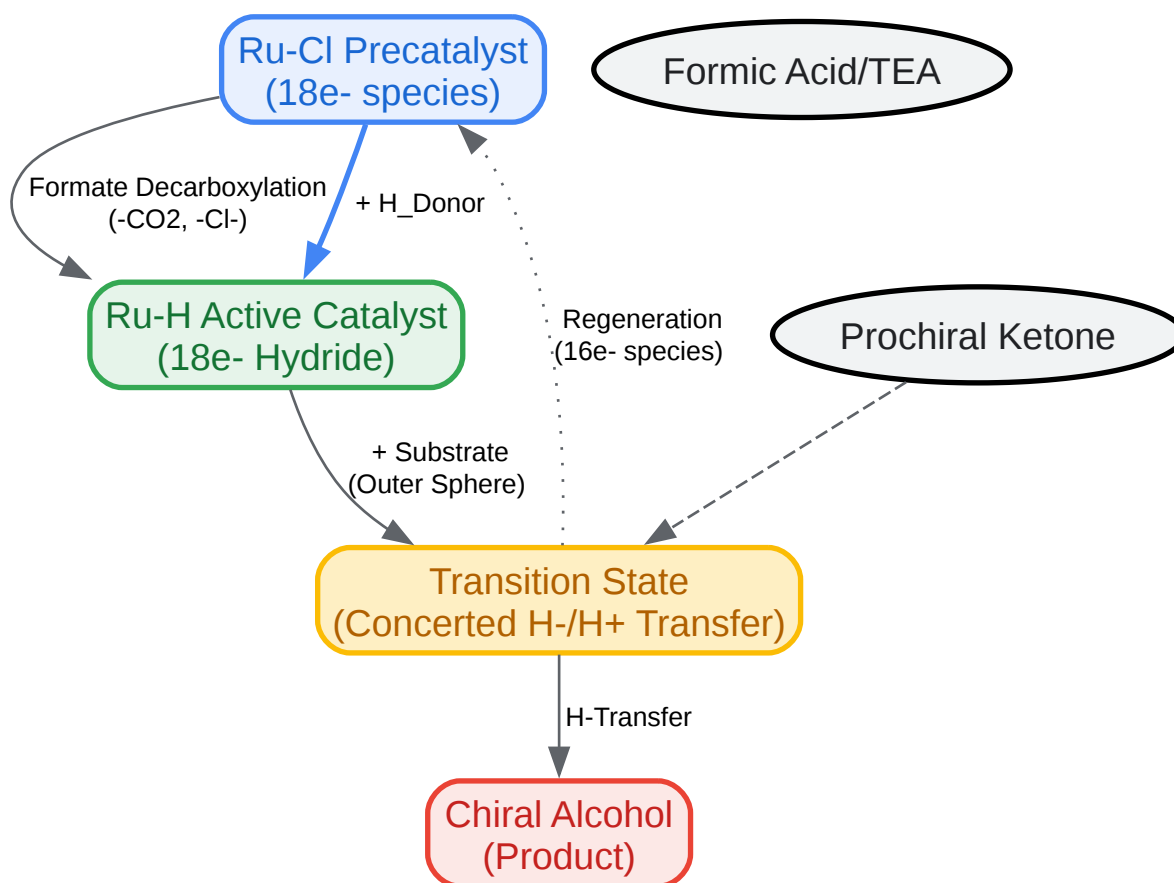 Ru-Cl Precatalyst
(18e- species)
Formic Acid/TEA
Formate Decarboxylation
(-CO2, -Cl-)
+ H_Donor
Ru-H Active Catalyst
(18e- Hydride)
Regeneration
(16e- species)
Prochiral Ketone
+ Substrate
(Outer Sphere)
Transition State
(Concerted H-/H+ Transfer)
H-Transfer
Chiral Alcohol
(Product)